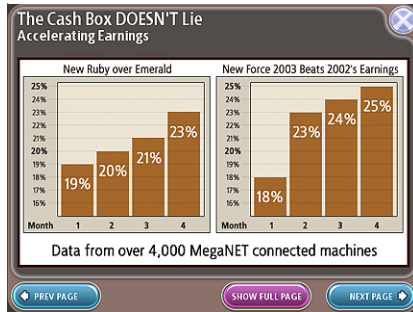 The Cash Box DOESN'T Lie
Accelerating Earnings
New Ruby over Emerald
25%
24%
23%
22%
21%
20%
19%
18%
17%
16%
19%
20%
21%
23%
Month 1 2 3 4
New Force 2003 Beats 2002's Earnings
25%
24%
23%
22%
21%
20%
19%
18%
17%
16%
18%
23%
24%
25%
Month 1 2 3 4
Data from over 4,000 MegaNET connected machines
PREV PAGE
SHOW FULL PAGE
NEXT PAGE